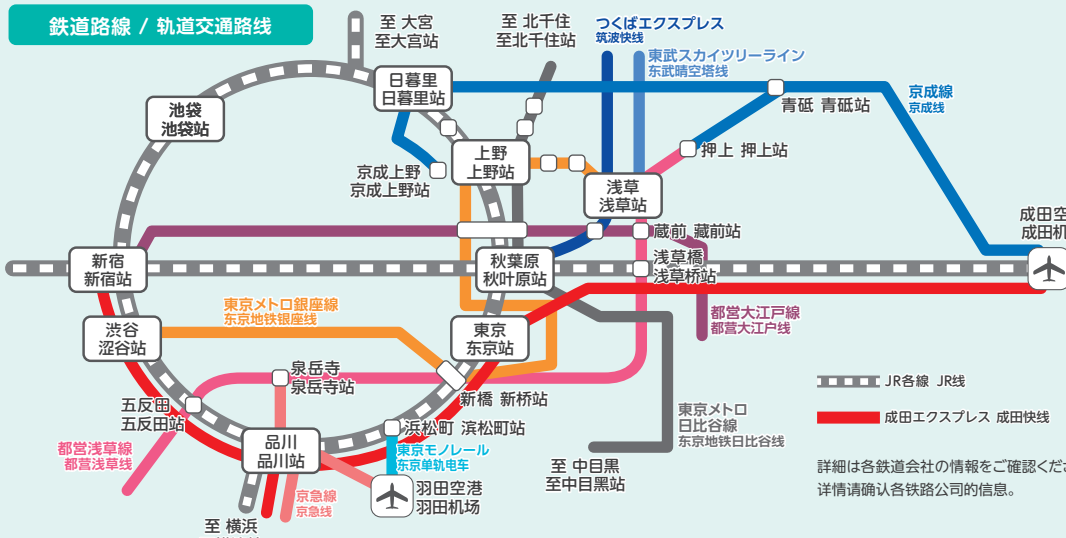 鉄道路線 / 轨道交通路线
至 大宮
至大宫站
至 北千住
至北千住站
つくばエクスプレス
筑波快线
東武スカイツリーライン
东武晴空塔线
日暮里
日暮里站
池袋
池袋站
青砥 青砥站
京成線
京成线
上野
上野站
押上 押上站
京成上野
京成上野站
浅草
浅草站
成田空
成田机
蔵前 藏前站
新宿
新宿站
秋葉原
秋叶原站
浅草橋
浅草桥站
東京メトロ銀座線
东京地铁银座线
都営大江戸線
都营大江户线
渋谷
涩谷站
東京
东京站
泉岳寺
泉岳寺站
JR各線 JR线
新橋 新桥站
五反田
五反田站
東京メトロ
日比谷線
东京地铁日比谷线
成田エクスプレス 成田快线
浜松町 滨松町站
都営浅草線
都营浅草线
品川
品川站
東京モノレール
东京单轨电车
至 中目黒
至中目黑站
詳細は各鉄道会社の情報をご確認くださ
详情请确认各铁路公司的信息。
羽田空港
羽田机场
京急線
京急线
至 横浜